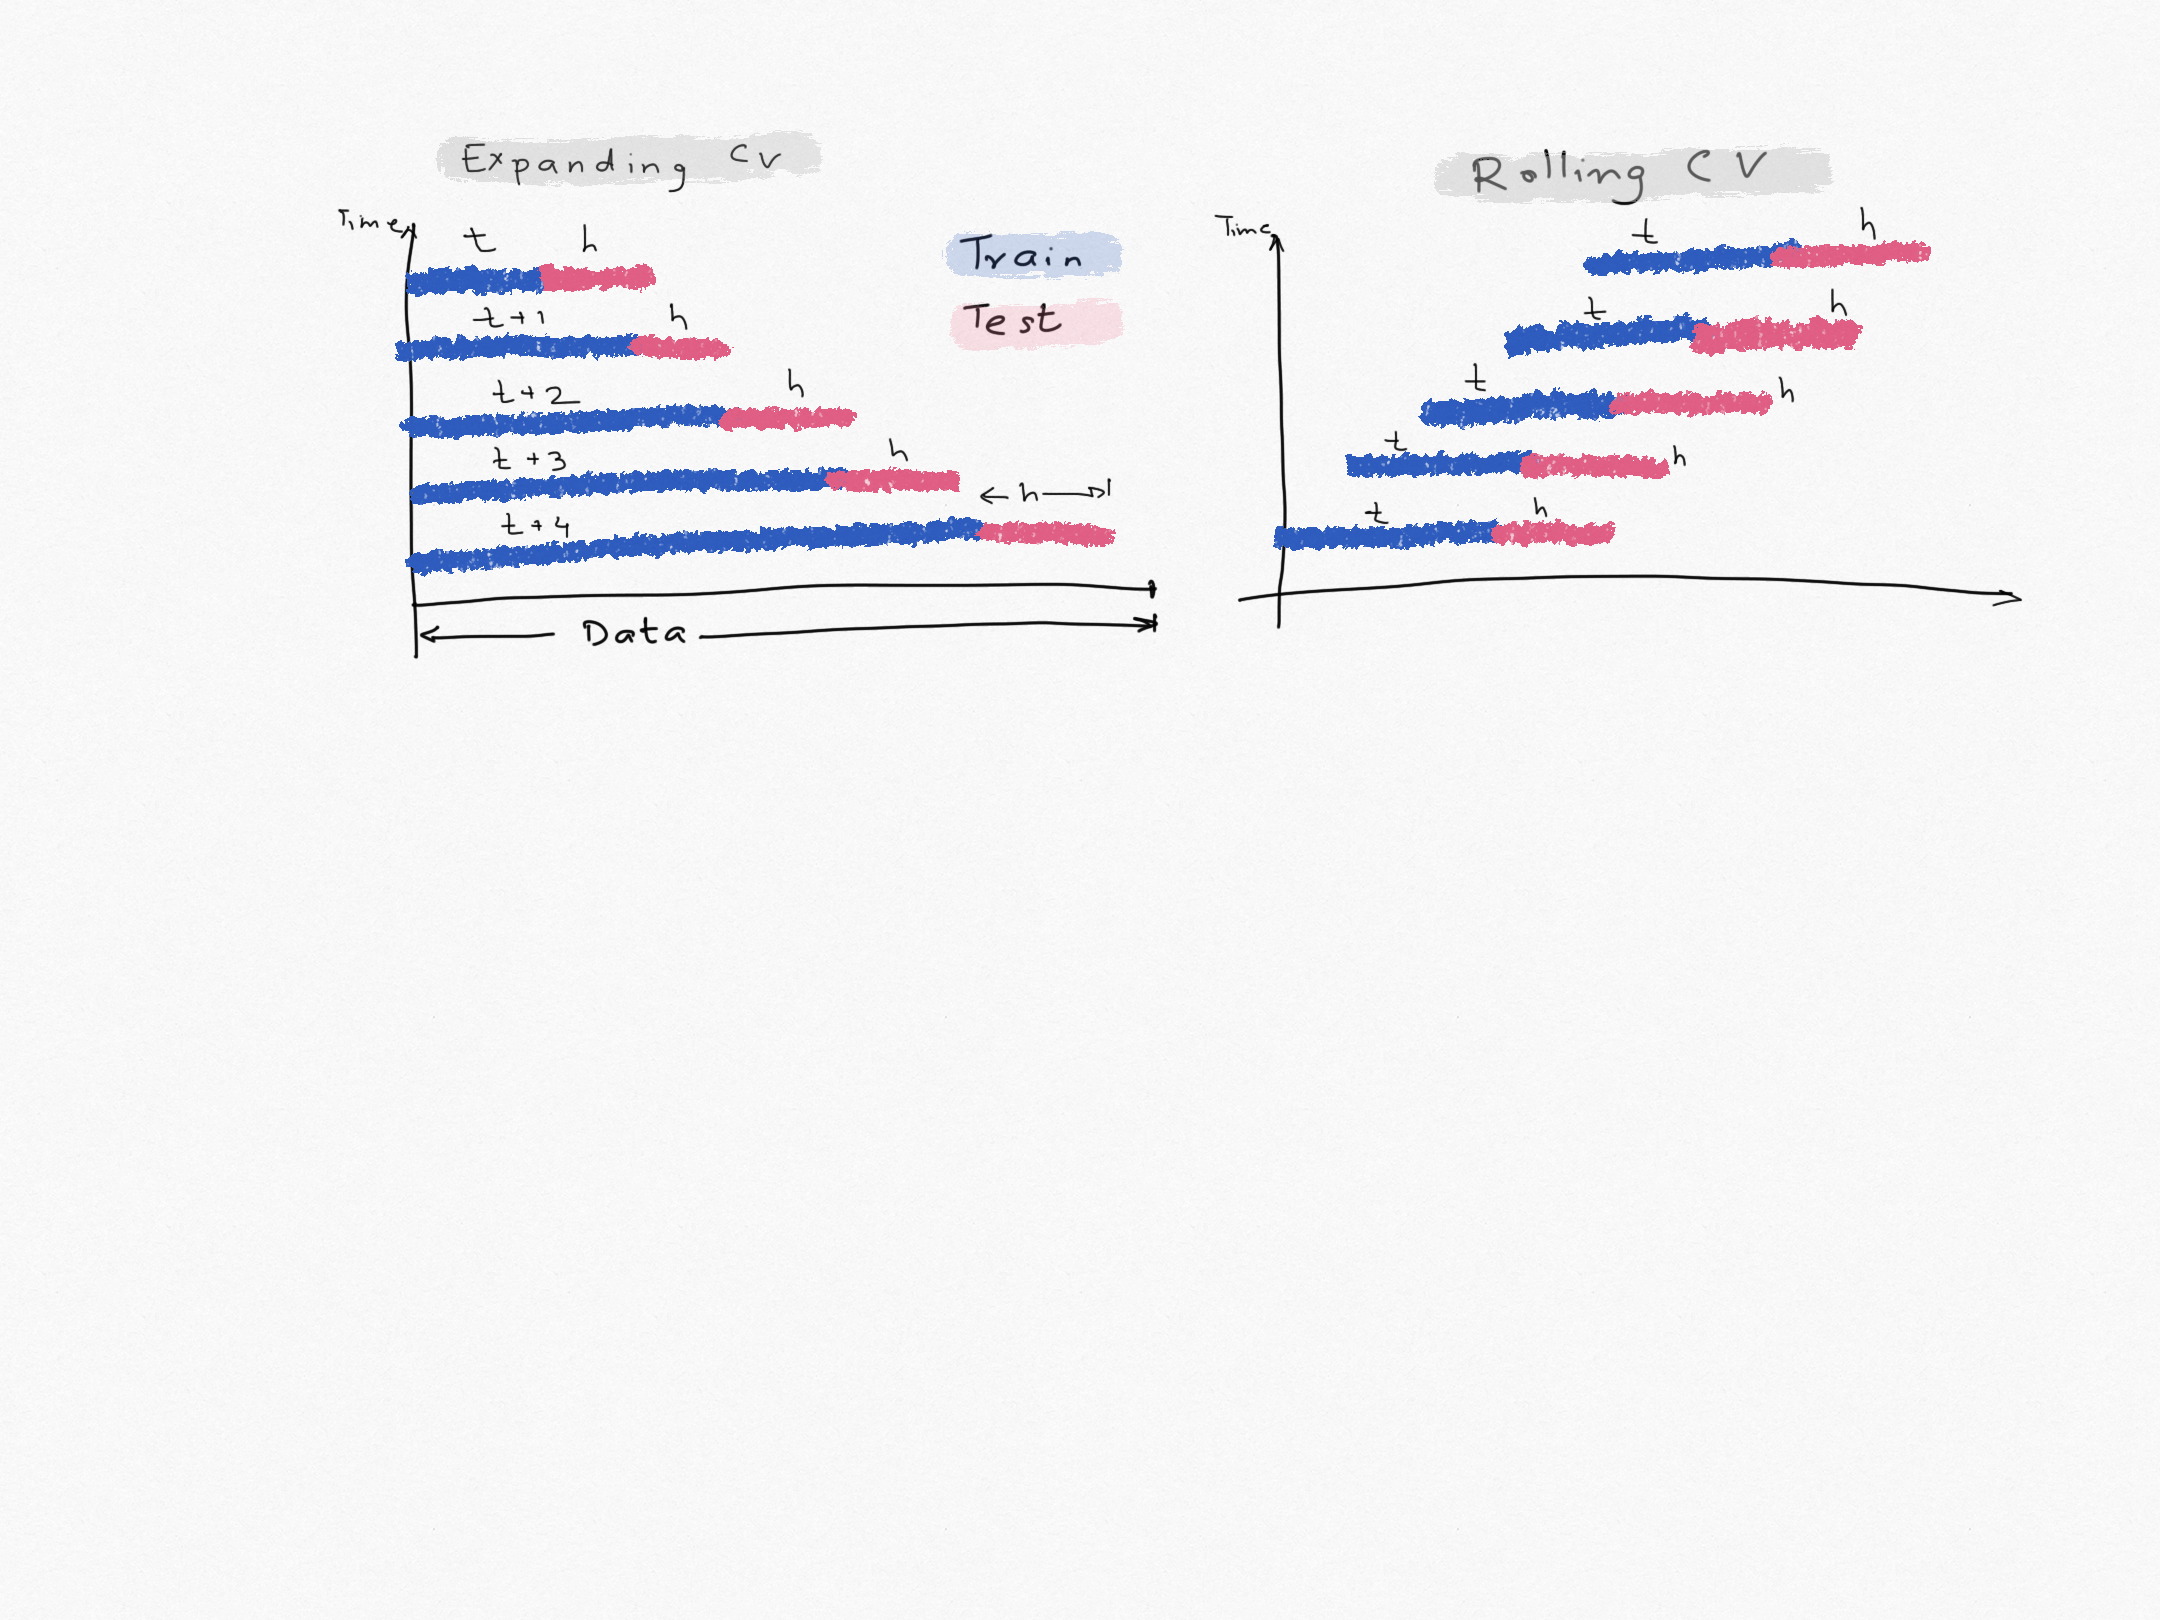 Expanding CV
Time
t h
t+1 h
t+2 h
t+3 h
h
t+4
Data
Train
Test
Rolling CV
Time
t h
t h
t h
t h
t h